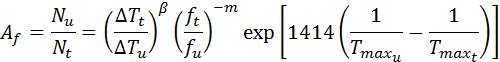 A_f = N_u / N_t = (ΔT_t / ΔT_u)^β (f_t / f_u)^−m exp [1414 (1 / T_max_u − 1 / T_max_t)]